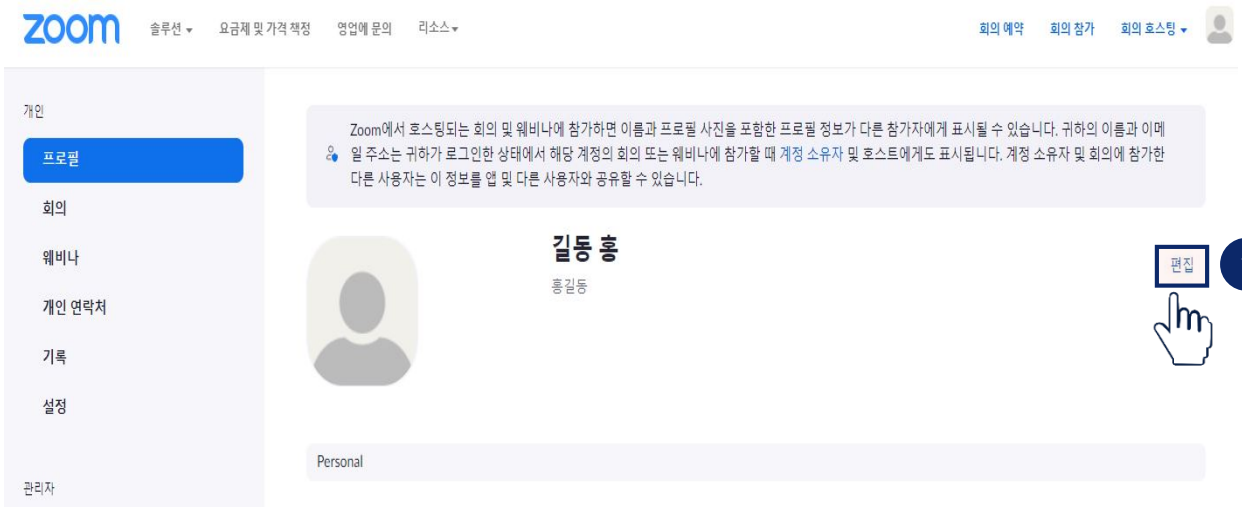 zoom 솔루션 요금제 및 가격 책정 영업에 문의 리소스 회의 예약 회의 참가 회의 호스팅
개인
프로필
회의
웨비나
개인 연락처
기록
설정
관리자
Zoom에서 호스팅되는 회의 및 웨비나에 참가하면 이름과 프로필 사진을 포함한 프로필 정보가 다른 참가자에게 표시될 수 있습니다. 귀하의 이름과 이메
일 주소는 귀하가 로그인한 상태에서 해당 계정의 회의 또는 웨비나에 참가할 때 계정 소유자 및 호스트에게도 표시됩니다. 계정 소유자 및 회의에 참가한
다른 사용자는 이 정보를 앱 및 다른 사용자와 공유할 수 있습니다.
길동 홍
홍길동
편집
Personal